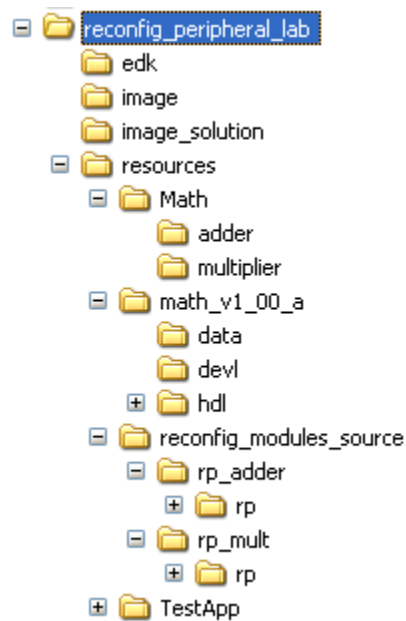 reconfig_peripheral_lab
edk
image
image_solution
resources
Math
adder
multiplier
math_v1_00_a
data
devl
hdl
reconfig_modules_source
rp_adder
rp
rp_mult
rp
TestApp